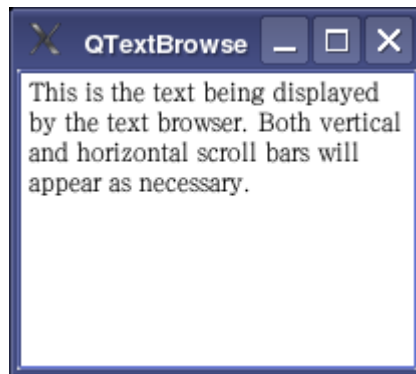 QTextBrowse
This is the text being displayed
by the text browser. Both vertical
and horizontal scroll bars will
appear as necessary.